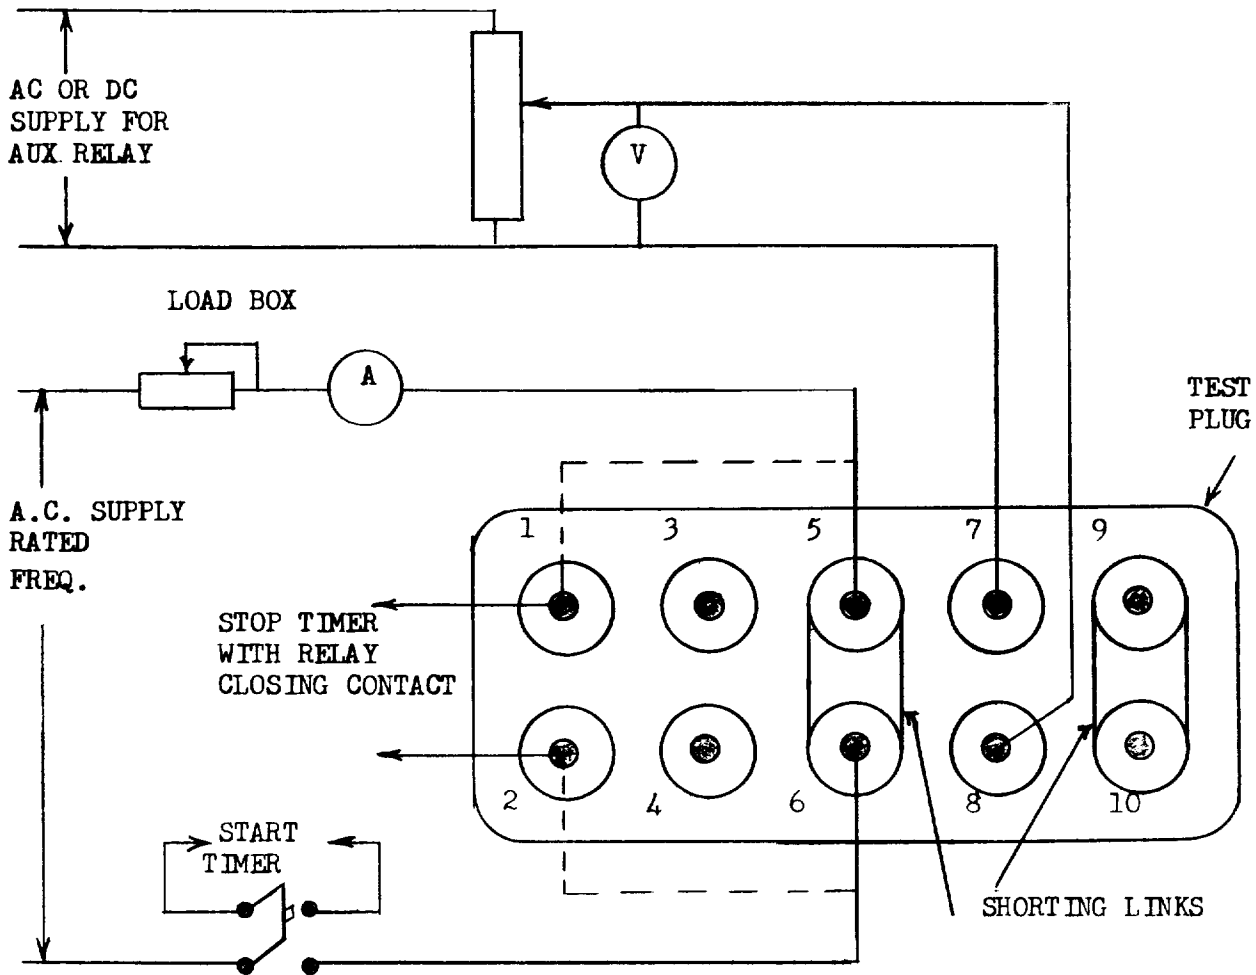 AC OR DC
SUPPLY FOR
AUX. RELAY
V
LOAD BOX
A
TEST
PLUG
A.C. SUPPLY
RATED
FREQ.
1 3 5 7 9
STOP TIMER
WITH RELAY
CLOSING CONTACT
2 4 6 8 10
START
TIMER
SHORTING LINKS